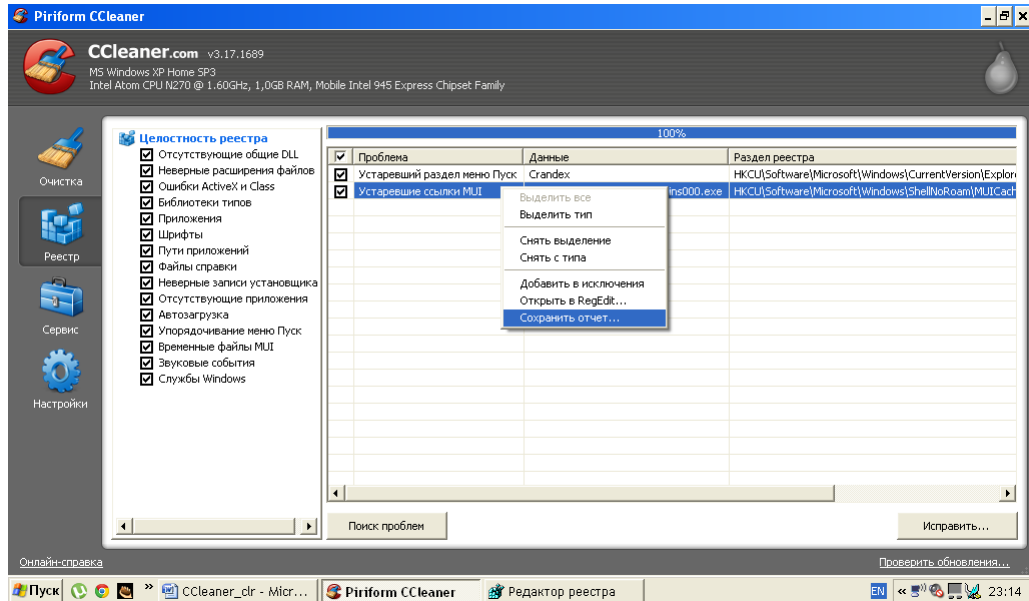 Piriform CCleaner
CCleaner.com v3.17.1689
MS Windows XP Home SP3
Intel Atom CPU N270 @ 1.60GHz, 1,0GB RAM, Mobile Intel 945 Express Chipset Family
Очистка
Реестр
Сервис
Настройки
Целостность реестра
Отсутствующие общие DLL
Неверные расширения файлов
Ошибки ActiveX и Class
Библиотеки типов
Приложения
Шрифты
Пути приложений
Файлы справки
Неверные записи установщика
Отсутствующие приложения
Автозагрузка
Упорядочивание меню Пуск
Временные файлы MUI
Звуковые события
Службы Windows
100%
Проблема Данные Раздел реестра
Устаревший раздел меню Пуск Crandex HKCU\Software\Microsoft\Windows\CurrentVersion\Explor
Устаревшие ссылки MUI ins000.exe HKCU\Software\Microsoft\Windows\ShellNoRoam\MUICach
Выделить все
Выделить тип
Снять выделение
Снять с типа
Добавить в исключения
Открыть в RegEdit...
Сохранить отчет...
Поиск проблем
Исправить...
Онлайн-справка
Проверить обновления...
Пуск » CCleaner_clr - Micr... Piriform CCleaner Редактор реестра EN « 23:14